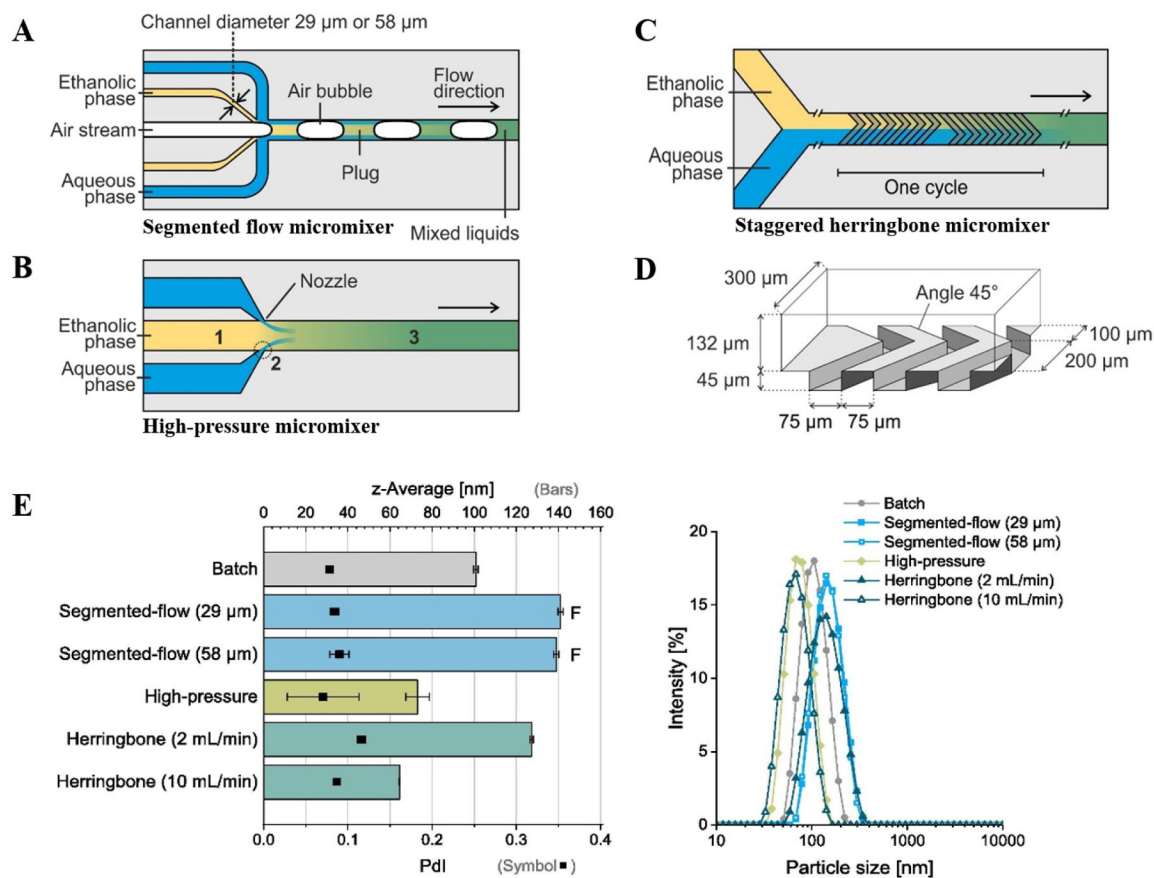 A
Channel diameter 29 µm or 58 µm
Ethanolic
phase
Air stream
Aqueous
phase
Air bubble
Flow
direction
Plug
Segmented flow micromixer
Mixed liquids
B
Nozzle
Ethanolic
phase
1
2
3
Aqueous
phase
High-pressure micromixer
C
Ethanolic
phase
Aqueous
phase
One cycle
Staggered herringbone micromixer
D
300 µm
Angle 45°
132 µm
45 µm
100 µm
200 µm
75 µm
75 µm
E
z-Average [nm]
(Bars)
0 20 40 60 80 100 120 140 160
Batch
Segmented-flow (29 µm)
F
Segmented-flow (58 µm)
F
High-pressure
Herringbone (2 mL/min)
Herringbone (10 mL/min)
0.0 0.1 0.2 0.3 0.4
PdI
(Symbol ■)
Batch
Segmented-flow (29 µm)
Segmented-flow (58 µm)
High-pressure
Herringbone (2 mL/min)
Herringbone (10 mL/min)
Intensity [%]
20
15
10
5
0
10 100 1000 10000
Particle size [nm]